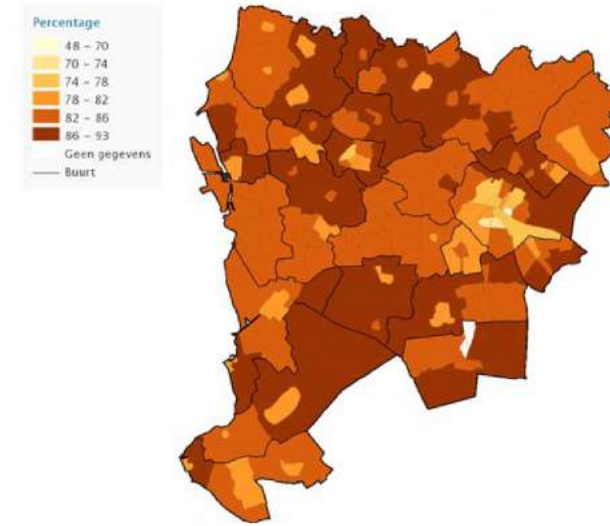 Percentage
48 – 70
70 – 74
74 – 78
78 – 82
82 – 86
86 – 93
Geen gegevens
Buurt